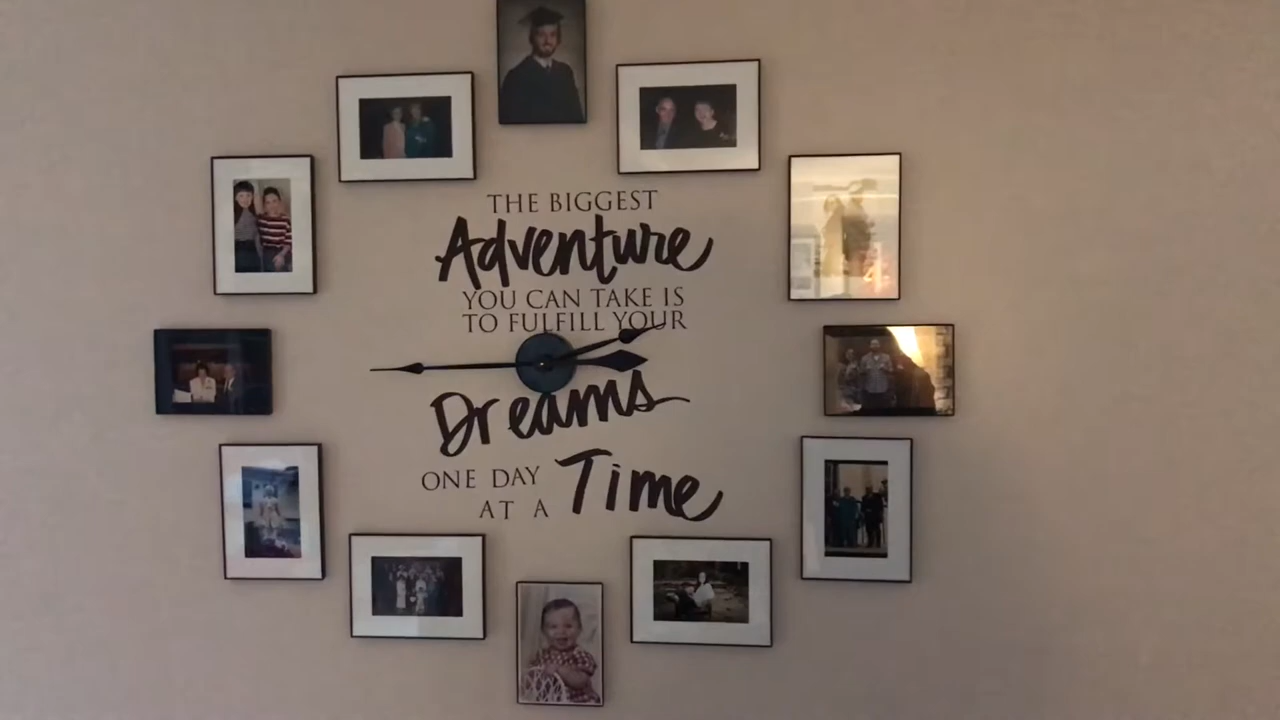 THE BIGGEST
Adventure
YOU CAN TAKE IS
TO FULFILL YOUR
Dreams
ONE DAY
AT A Time